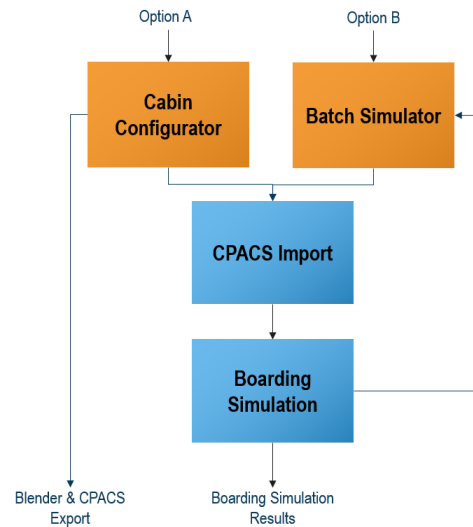 Option A
Option B
Cabin
Configurator
Batch Simulator
CPACS Import
Boarding
Simulation
Blender & CPACS
Export
Boarding Simulation
Results